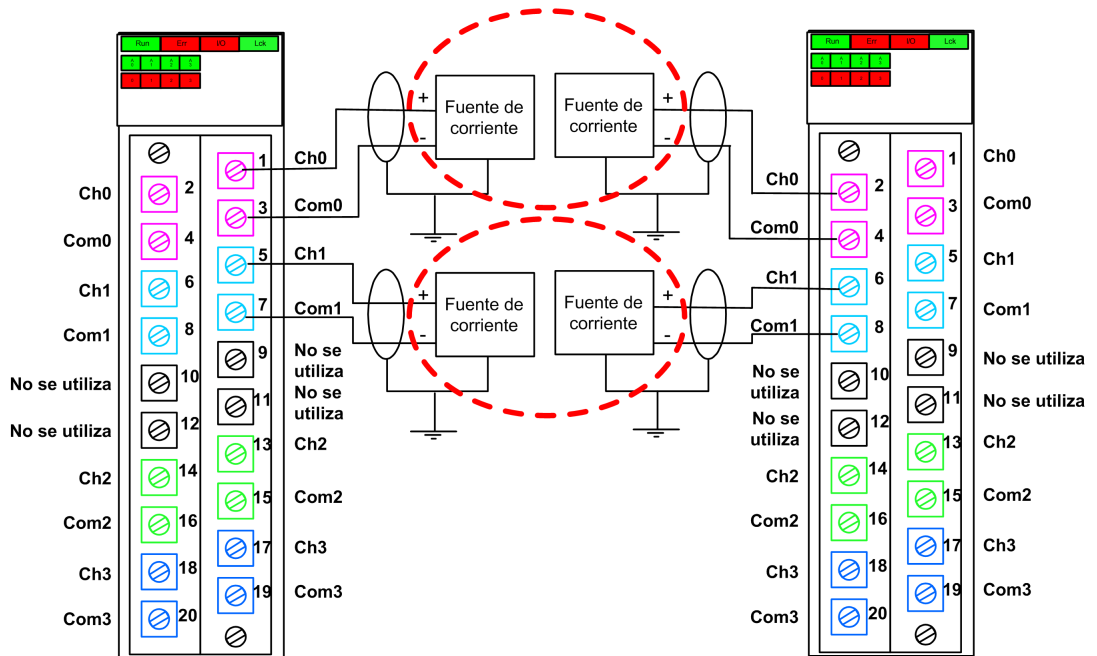 Run Err I/O Lck
1
Ch0
2
Ch0
3
Com0
4
Com0
5
Ch1
6
Ch1
7
Com1
8
Com1
9
No se
utiliza
10
No se utiliza
11
No se
utiliza
12
No se utiliza
13
Ch2
14
Ch2
15
Com2
16
Com2
17
Ch3
18
Ch3
19
Com3
20
Com3
+
-
Fuente de
corriente
Fuente de
corriente
+
-
+
-
Fuente de
corriente
Fuente de
corriente
+
-
Run Err I/O Lck
1
Ch0
2
Ch0
3
Com0
4
Com0
5
Ch1
6
Ch1
7
Com1
8
Com1
9
No se utiliza
10
No se
utiliza
11
No se utiliza
12
No se
utiliza
13
Ch2
14
Ch2
15
Com2
16
Com2
17
Ch3
18
Ch3
19
Com3
20
Com3